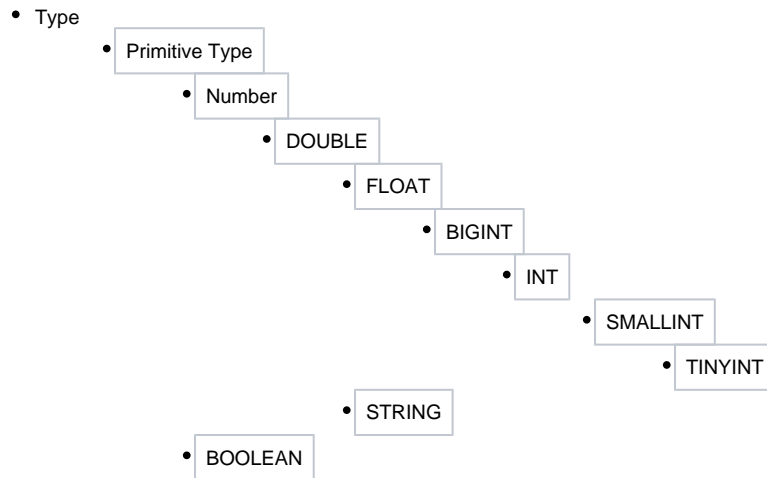 Type
Primitive Type
Number
DOUBLE
FLOAT
BIGINT
INT
SMALLINT
TINYINT
STRING
BOOLEAN